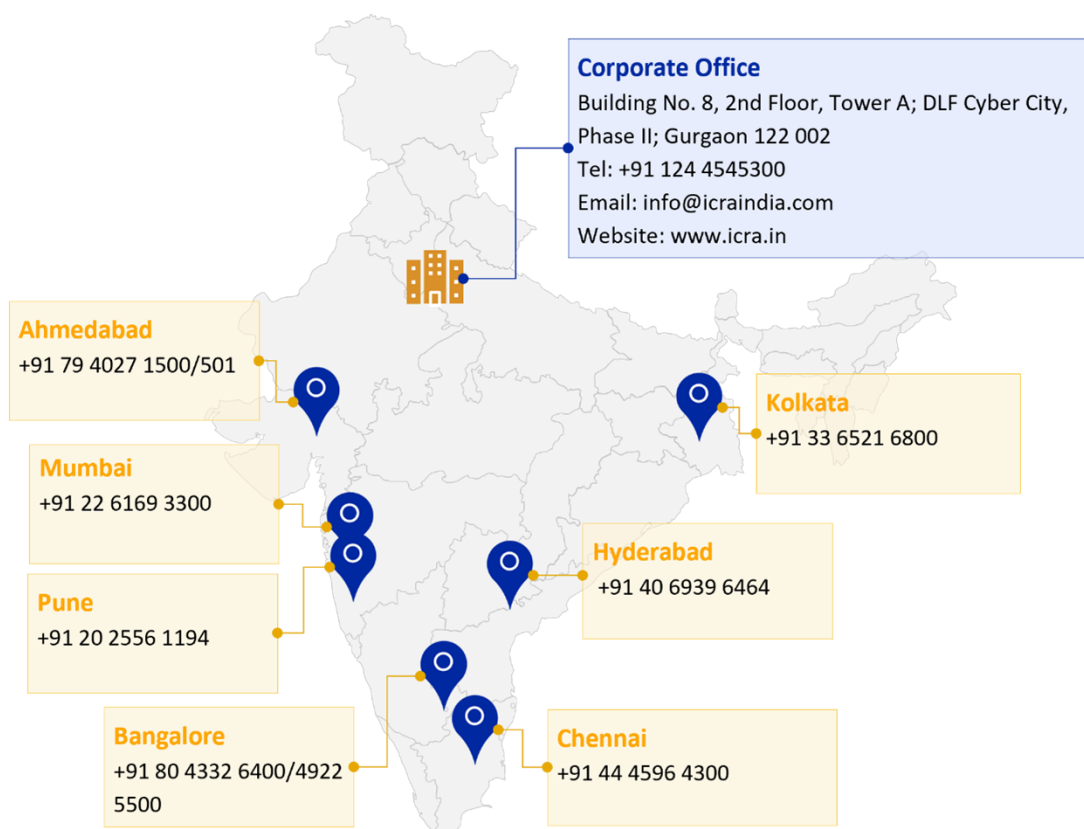 Corporate Office
Building No. 8, 2nd Floor, Tower A; DLF Cyber City,
Phase II; Gurgaon 122 002
Tel: +91 124 4545300
Email: info@icraindia.com
Website: www.icra.in
Ahmedabad
+91 79 4027 1500/501
Kolkata
+91 33 6521 6800
Mumbai
+91 22 6169 3300
Hyderabad
+91 40 6939 6464
Pune
+91 20 2556 1194
Bangalore
+91 80 4332 6400/4922
5500
Chennai
+91 44 4596 4300